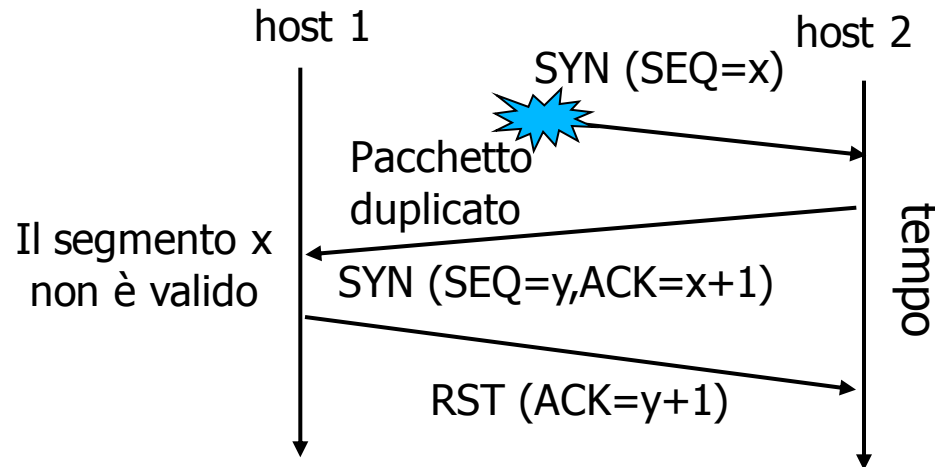 host 1
host 2
SYN (SEQ=x)
Pacchetto
duplicato
Il segmento x
non è valido
SYN (SEQ=y,ACK=x+1)
tempo
RST (ACK=y+1)